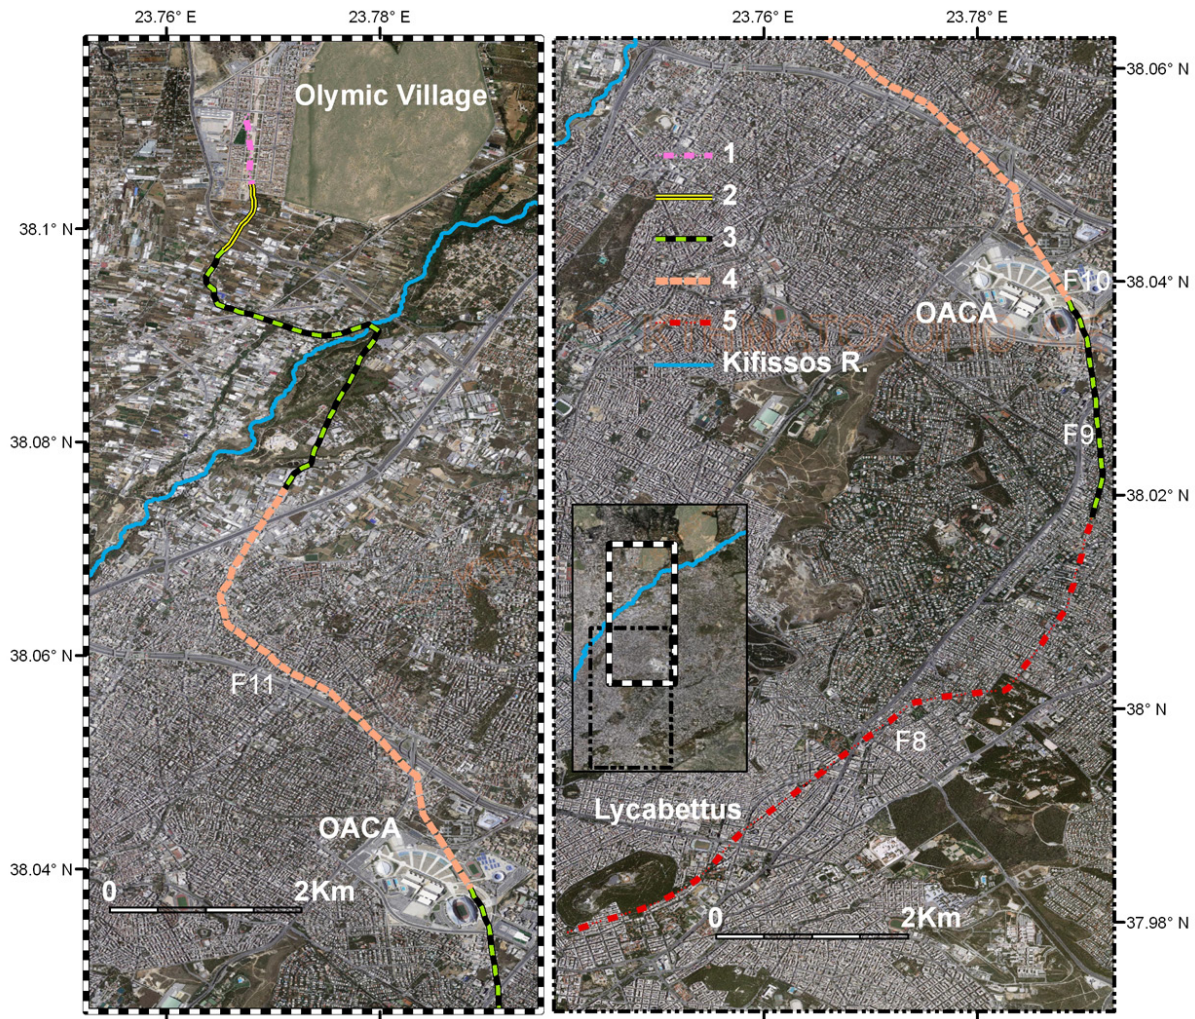 23.76° E
23.78° E
23.76° E
23.78° E
Olymic Village
38.1° N
38.08° N
38.06° N
F11
OACA
38.04° N
0
2Km
38.06° N
1
2
3
4
5
Kifissos R.
F10
38.04° N
OACA
F9
38.02° N
38° N
F8
Lycabettus
0
2Km
37.98° N